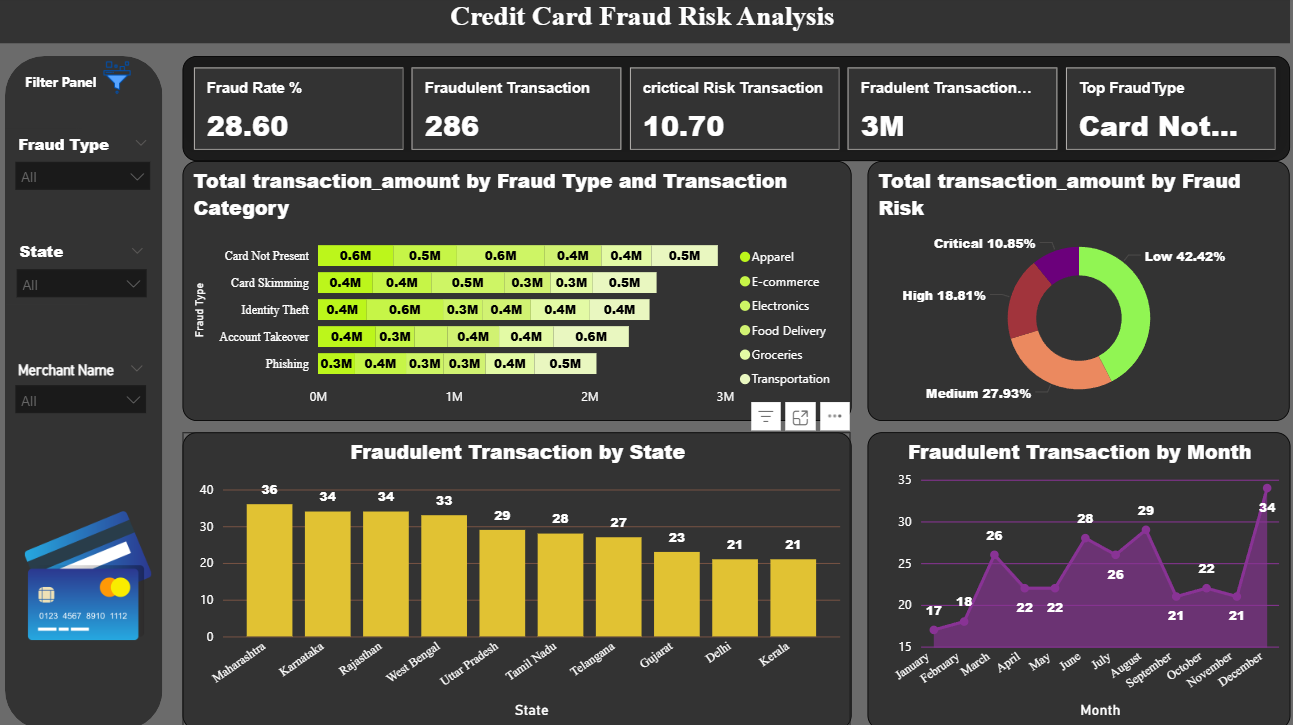 Credit Card Fraud Risk Analysis
Filter Panel
Fraud Type
All
State
All
Merchant Name
All
0123 4567 8910 1112
Fraud Rate %
28.60
Fraudulent Transaction
286
crictical Risk Transaction
10.70
Fradulent Transaction...
3M
Top FraudType
Card Not...
Total transaction_amount by Fraud Type and Transaction
Category
Fraud Type
Card Not Present 0.6M 0.5M 0.6M 0.4M 0.4M 0.5M
Card Skimming 0.4M 0.4M 0.5M 0.3M 0.3M 0.5M
Identity Theft 0.4M 0.6M 0.3M 0.4M 0.4M 0.4M
Account Takeover 0.4M 0.3M 0.4M 0.4M 0.6M
Phishing 0.3M 0.4M 0.3M 0.3M 0.4M 0.5M
0M 1M 2M 3M
Apparel
E-commerce
Electronics
Food Delivery
Groceries
Transportation
Total transaction_amount by Fraud
Risk
Critical 10.85%
Low 42.42%
High 18.81%
Medium 27.93%
Fraudulent Transaction by State
40
30
20
10
0
36 34 34 33 29 28 27 23 21 21
Maharashtra Karnataka Rajasthan West Bengal Uttar Pradesh Tamil Nadu Telangana Gujarat Delhi Kerala
State
Fraudulent Transaction by Month
35
30
25
20
15
17 18 26 22 22 28 26 29 21 22 21 34
January February March April May June July August September October November December
Month